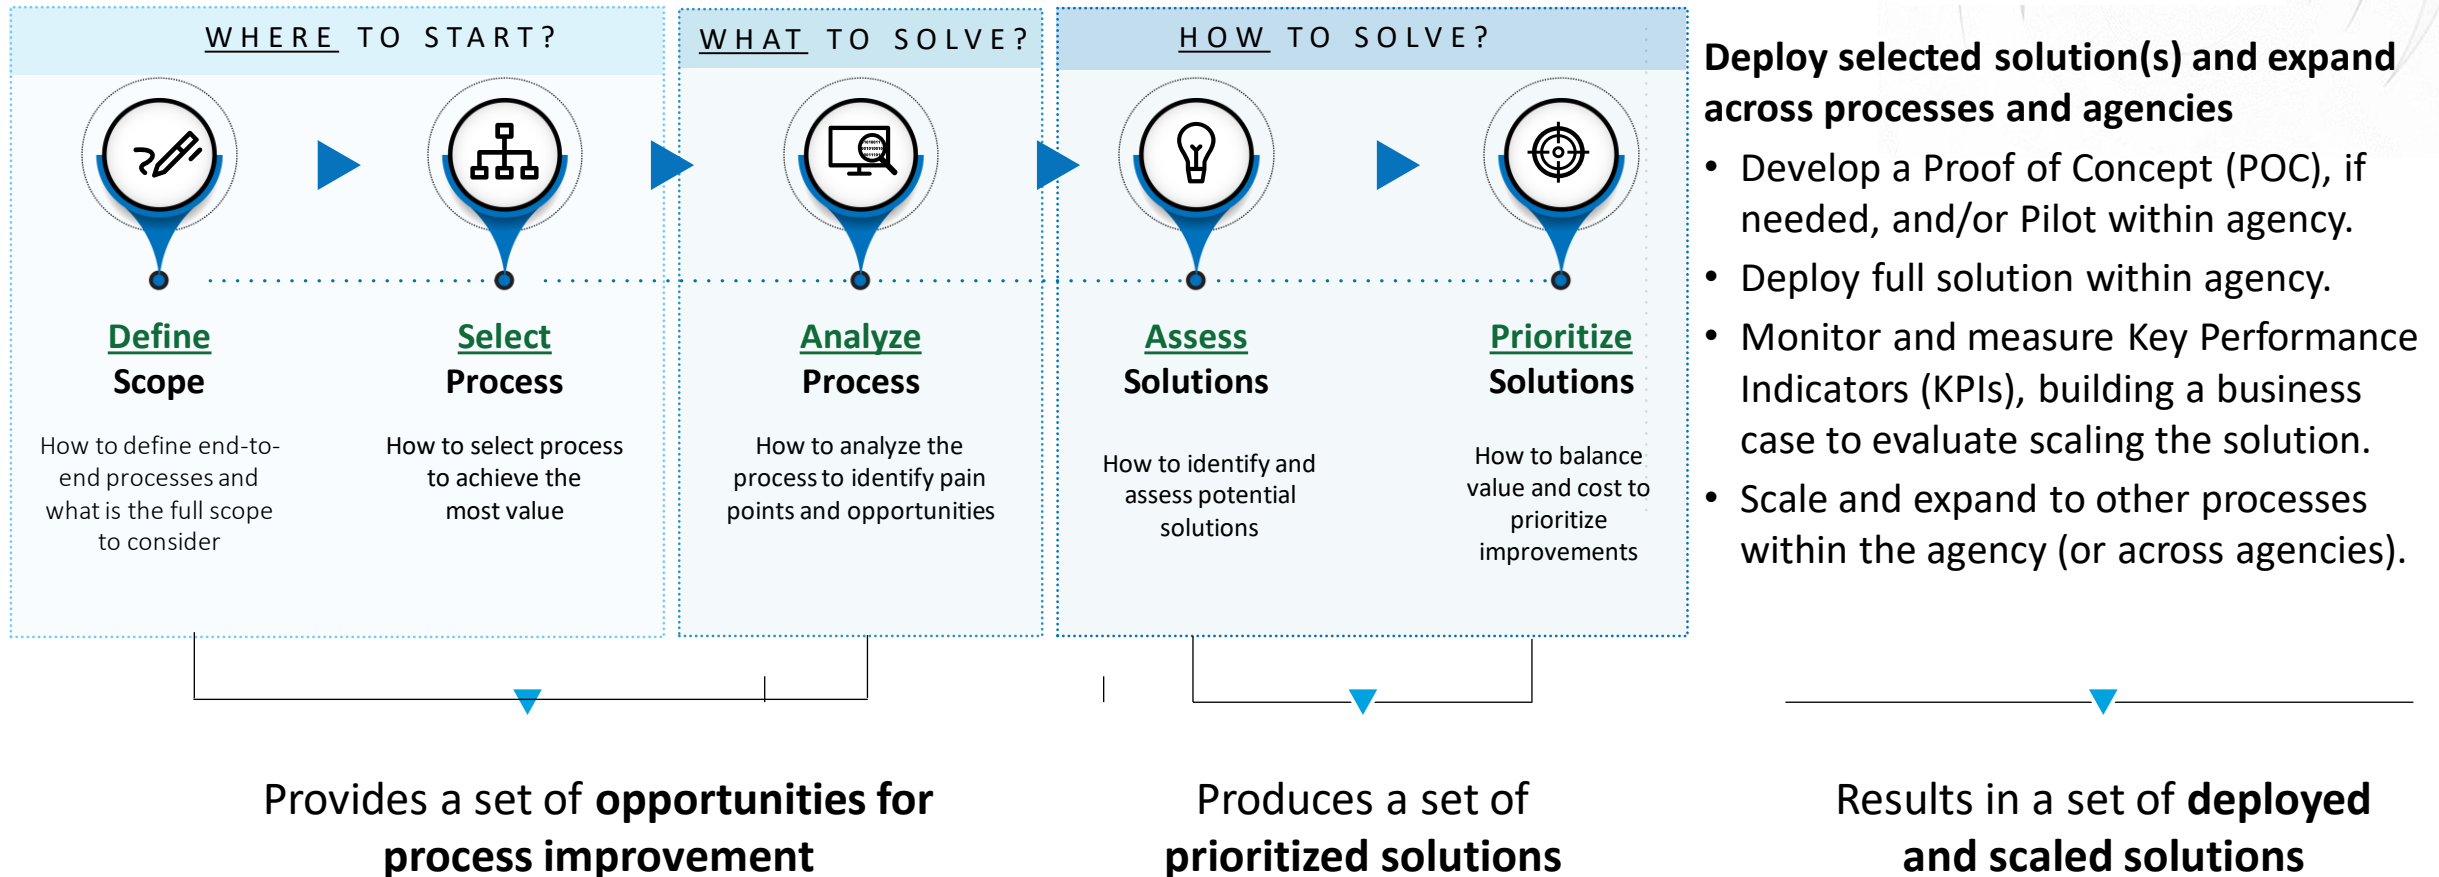 WHERE TO START?
Define
Scope
How to define end-to-
end processes and
what is the full scope
to consider
Select
Process
How to select process
to achieve the
most value
WHAT TO SOLVE?
Analyze
Process
How to analyze the
process to identify pain
points and opportunities
HOW TO SOLVE?
Assess
Solutions
How to identify and
assess potential
solutions
Prioritize
Solutions
How to balance
value and cost to
prioritize
improvements
Deploy selected solution(s) and expand
across processes and agencies
• Develop a Proof of Concept (POC), if
needed, and/or Pilot within agency.
• Deploy full solution within agency.
• Monitor and measure Key Performance
Indicators (KPIs), building a business
case to evaluate scaling the solution.
• Scale and expand to other processes
within the agency (or across agencies).
Provides a set of opportunities for
process improvement
Produces a set of
prioritized solutions
Results in a set of deployed
and scaled solutions